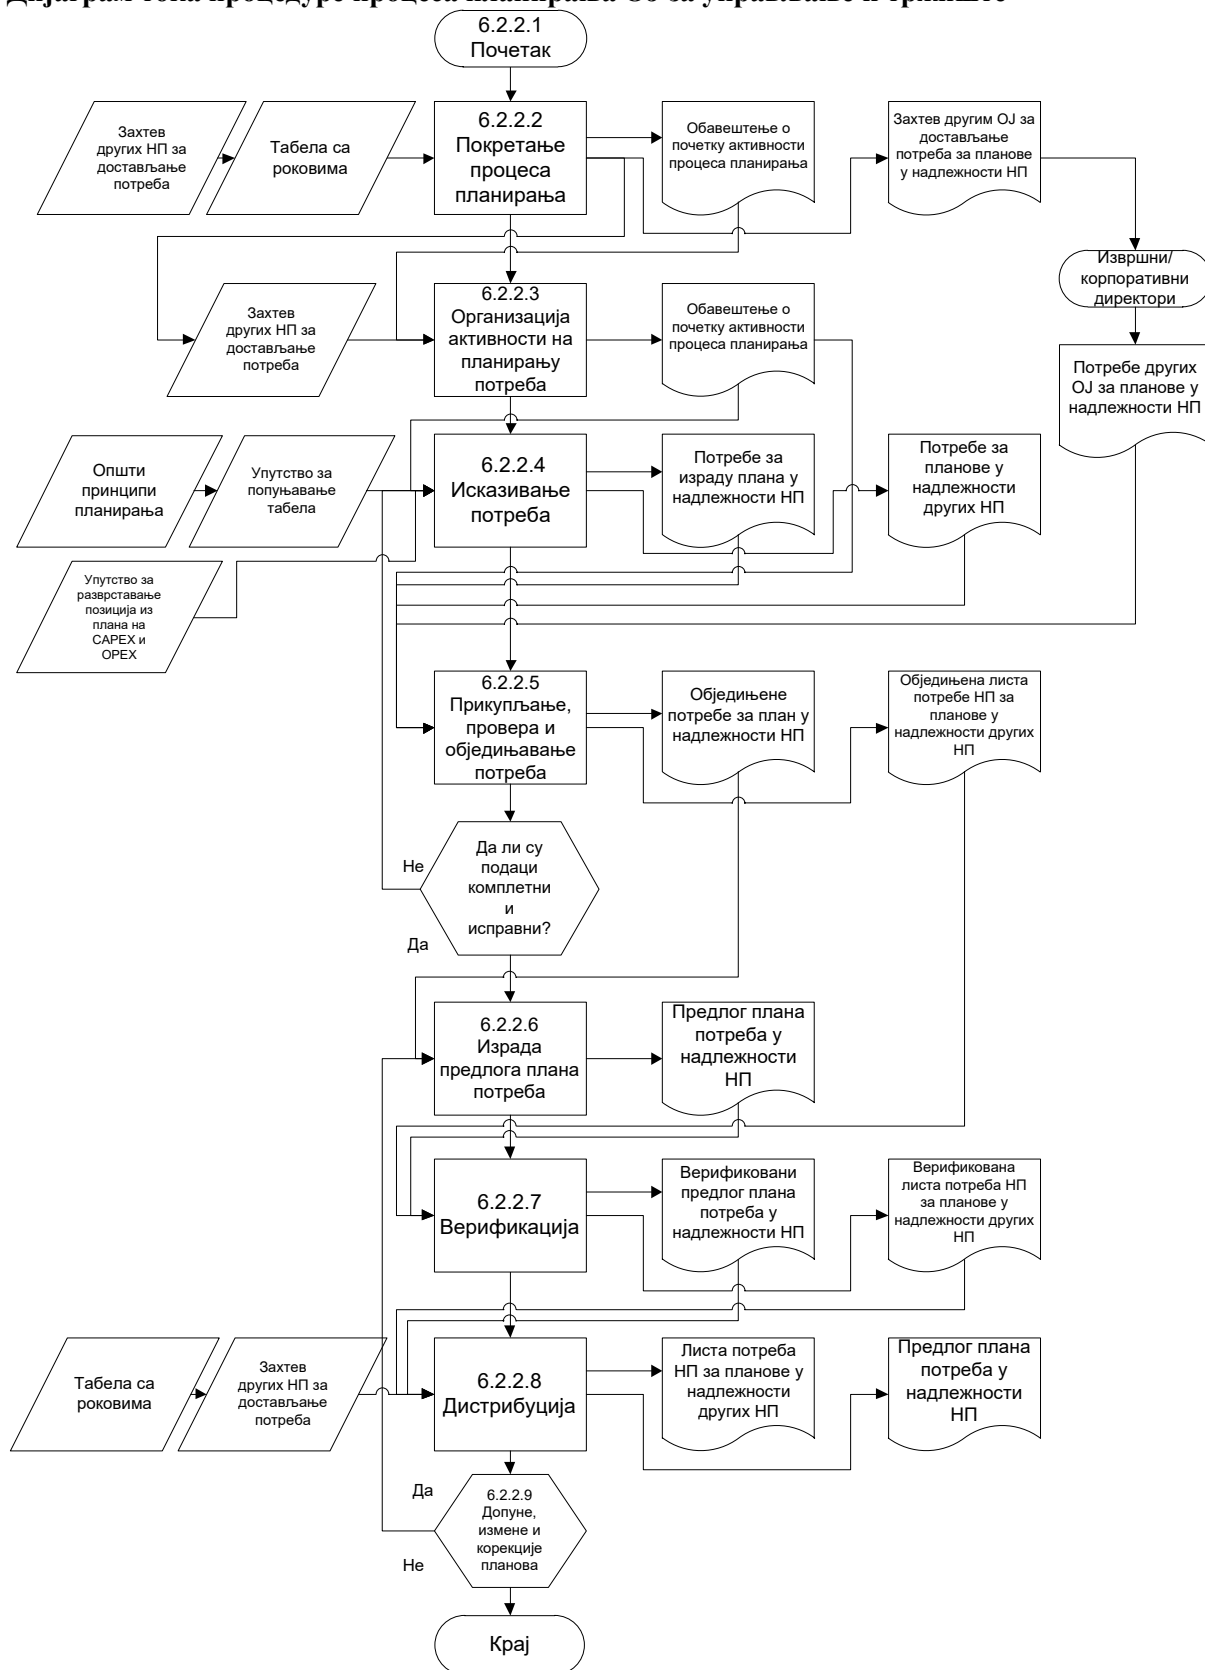 Дијаграм тока процедуре процеса планирања Сб за управљање и тржиште
6.2.2.1
Почетак
Захтев
других НП за
достављање
потреба
Табела са
роковима
6.2.2.2
Покретање
процеса
планирања
Обавештење о
почетку активности
процеса планирања
Захтев другим ОЈ за
достављање
потреба за планове
у надлежности НП
Извршни/
корпоративни
директори
Захтев
других НП за
достављање
потреба
6.2.2.3
Организација
активности на
планирању
потреба
Обавештење о
почетку активности
процеса планирања
Потребе других
ОЈ за планове у
надлежности НП
Општи
принципи
планирања
Упутство за
попуњавање
табела
6.2.2.4
Исказивање
потреба
Потребе за
израду плана у
надлежности НП
Потребе за
планове у
надлежности
других НП
Упутство за
разврставање
позиција из
плана на
CAPEX и
OPEX
6.2.2.5
Прикупљање,
провера и
обједињавање
потреба
Обједињене
потребе за план у
надлежности НП
Обједињена листа
потребе НП за
планове у
надлежности других
НП
Не
Да ли су
подаци
комплетни
и
исправни?
Да
6.2.2.6
Израда
предлога плана
потреба
Предлог плана
потреба у
надлежности
НП
6.2.2.7
Верификација
Верификовани
предлог плана
потреба у
надлежности НП
Верификована
листа потреба НП
за планове у
надлежности других
НП
Табела са
роковима
Захтев
других НП за
достављање
потреба
6.2.2.8
Дистрибуција
Листа потреба
НП за планове у
надлежности
других НП
Предлог плана
потреба у
надлежности
НП
Да
6.2.2.9
Допуне,
измене и
корекције
планова
Не
Крај